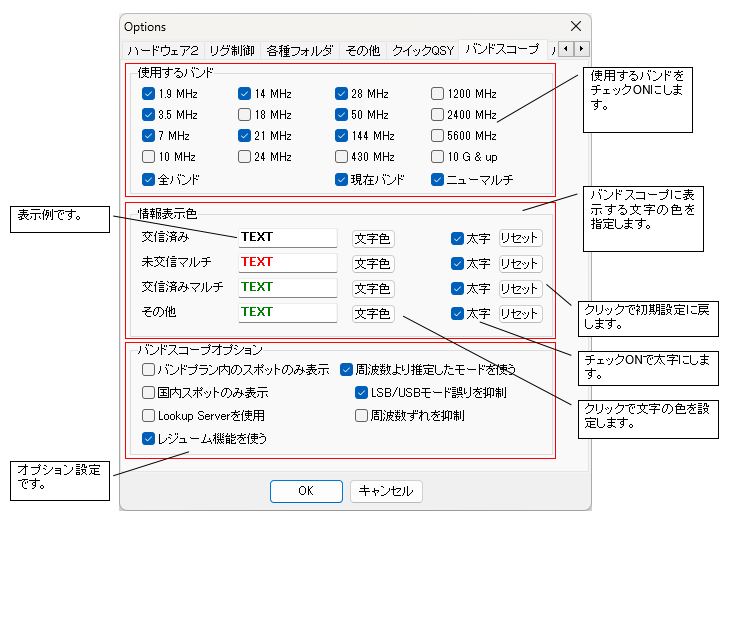 Options
ハードウェア2 リグ制御 各種フォルダ その他 クイックQSY バンドスコープ
使用するバンド
1.9 MHz 14 MHz 28 MHz 1200 MHz
3.5 MHz 18 MHz 50 MHz 2400 MHz
7 MHz 21 MHz 144 MHz 5600 MHz
10 MHz 24 MHz 430 MHz 10 G & up
全バンド 現在バンド ニューマルチ
使用するバンドを
チェックONにしま
す。
情報表示色
交信済み TEXT 文字色 太字 リセット
未交信マルチ TEXT 文字色 太字 リセット
交信済みマルチ TEXT 文字色 太字 リセット
その他 TEXT 文字色 太字 リセット
表示例です。
バンドスコープに表
示する文字の色を
指定します。
クリックで初期設定に戻
します。
チェックONで太字にしま
す。
クリックで文字の色を設
定します。
バンドスコープオプション
バンドプラン内のスポットのみ表示 周波数より推定したモードを使う
国内スポットのみ表示 LSB/USBモード誤りを抑制
Lookup Serverを使用 周波数ずれを抑制
レジューム機能を使う
オプション設定
です。
OK キャンセル